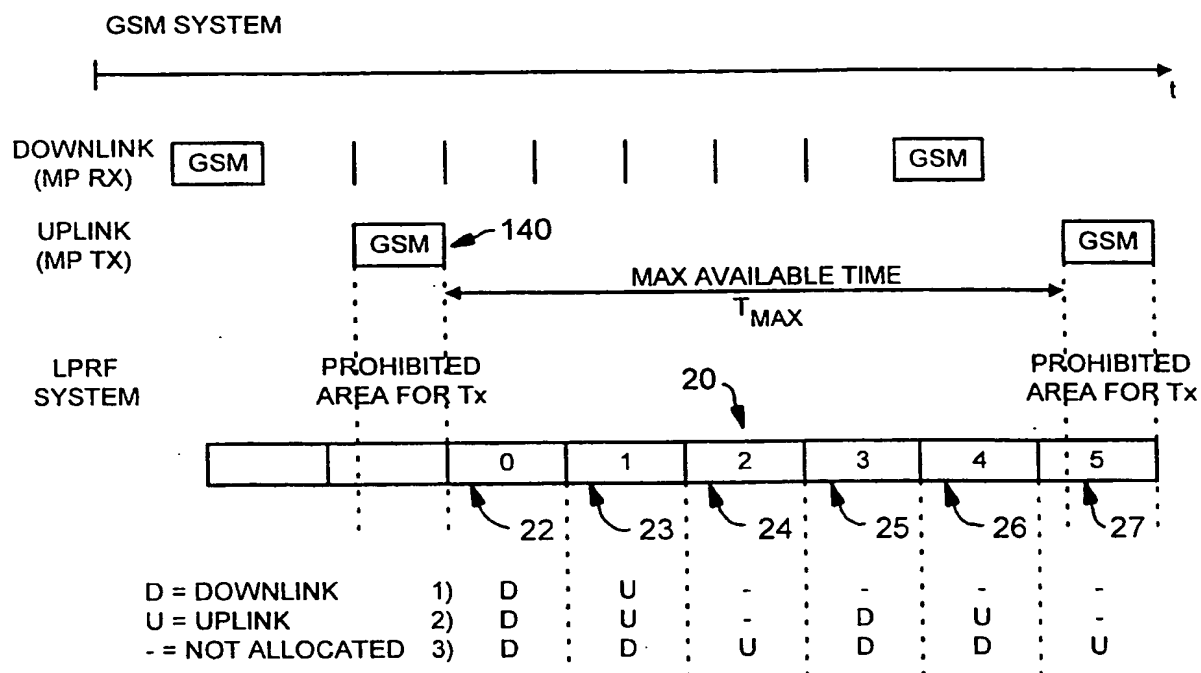 GSM SYSTEM
t
DOWNLINK
(MP RX)
GSM
GSM
UPLINK
(MP TX)
GSM
140
GSM
MAX AVAILABLE TIME
TMAX
LPRF
SYSTEM
PROHIBITED
AREA FOR Tx
20
PROHIBITED
AREA FOR Tx
0 1 2 3 4 5
22 23 24 25 26 27
D = DOWNLINK 1) D U - - - -
U = UPLINK 2) D U - D U -
- = NOT ALLOCATED 3) D D U D D U